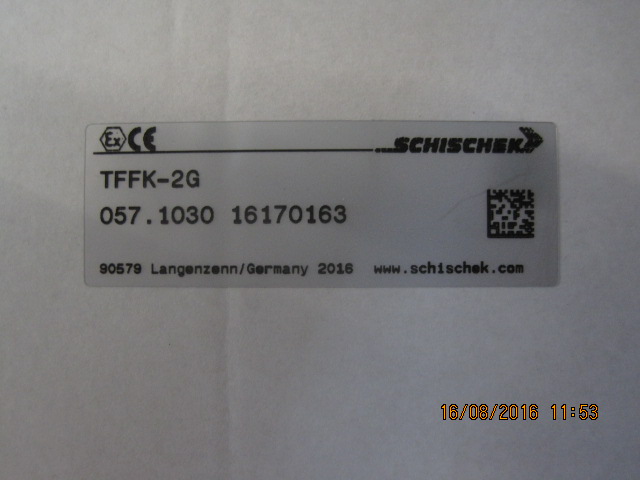 Ex CE
...SCHISCHEK
TFFK-2G
057.1030 16170163
90579 Langenzenn/Germany 2016 www.schischek.com
16/08/2016 11:53